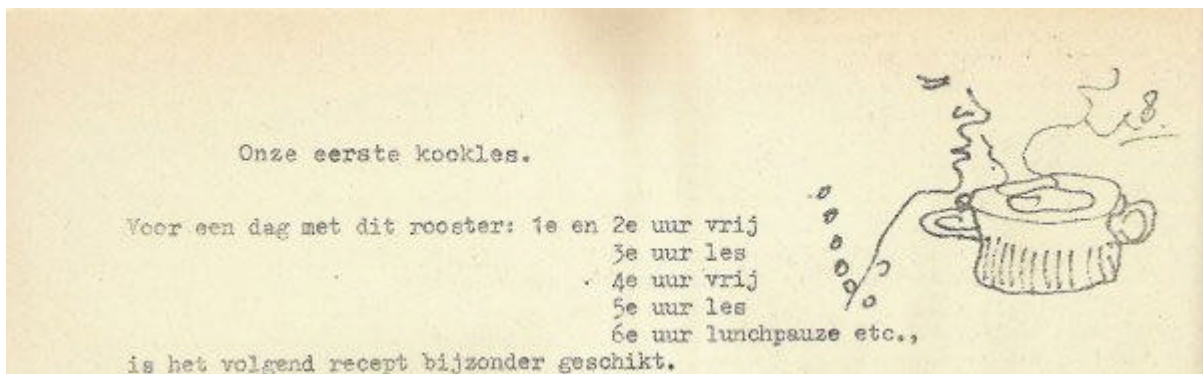 Onze eerste kookles.
8.
Voor een dag met dit rooster: 1e en 2e uur vrij
3e uur les
4e uur vrij
5e uur les
6e uur lunchpauze etc.,
is het volgend recept bijzonder geschikt.